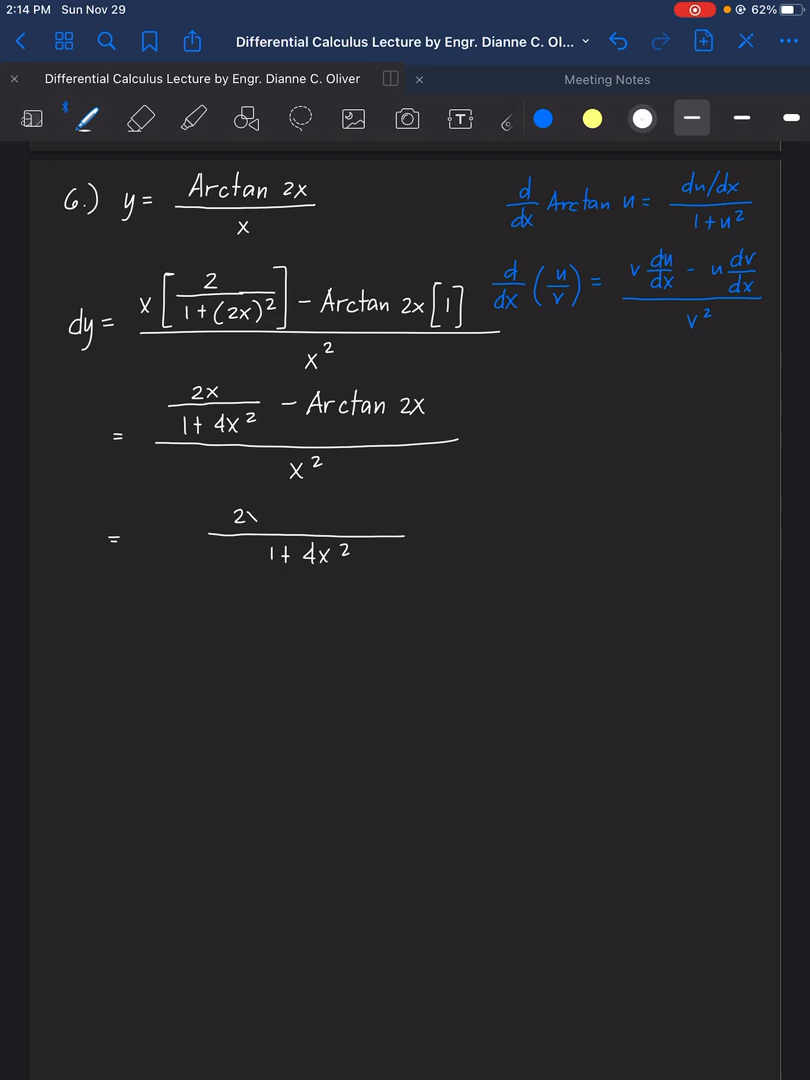 2:14 PM Sun Nov 29 62%
Differential Calculus Lecture by Engr. Dianne C. Ol...
Differential Calculus Lecture by Engr. Dianne C. Oliver Meeting Notes
T
6.) y = Arctan 2x / x
d/dx Arctan u = du/dx / 1+u²
d/dx (u/v) = v du/dx - u dv/dx / v²
dy = x [2 / 1+(2x)²] - Arctan 2x [1] / x²
= 2x / 1+4x² - Arctan 2x / x²
= 2\ / 1+4x²